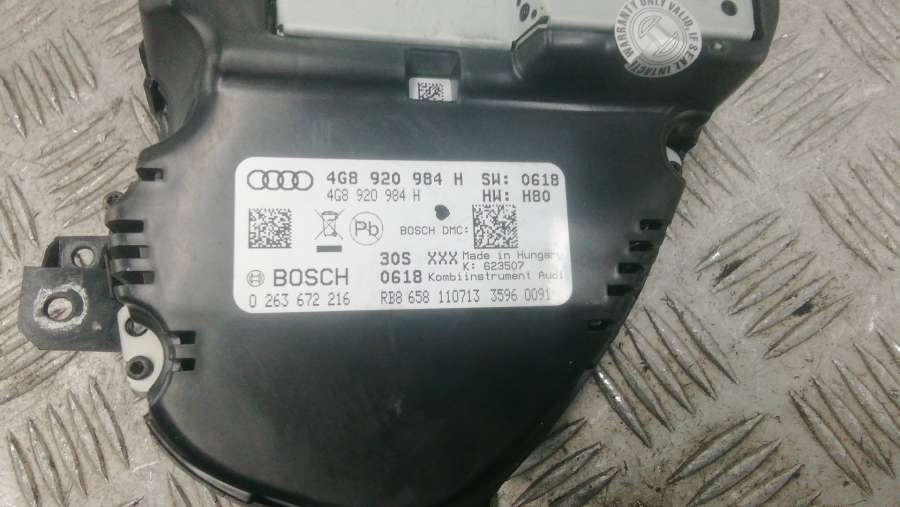 WARRANTY ONLY VALID, IF SEAL INTACT
4G8 920 984 H SW: 0618
4G8 920 984 H HW: H80
Pb
BOSCH DMC:
30S XXX Made in Hungary
K: 623507
BOSCH 0618 Kombiinstrument Audi
0 263 672 216 RB8 658 110713 3596 0091